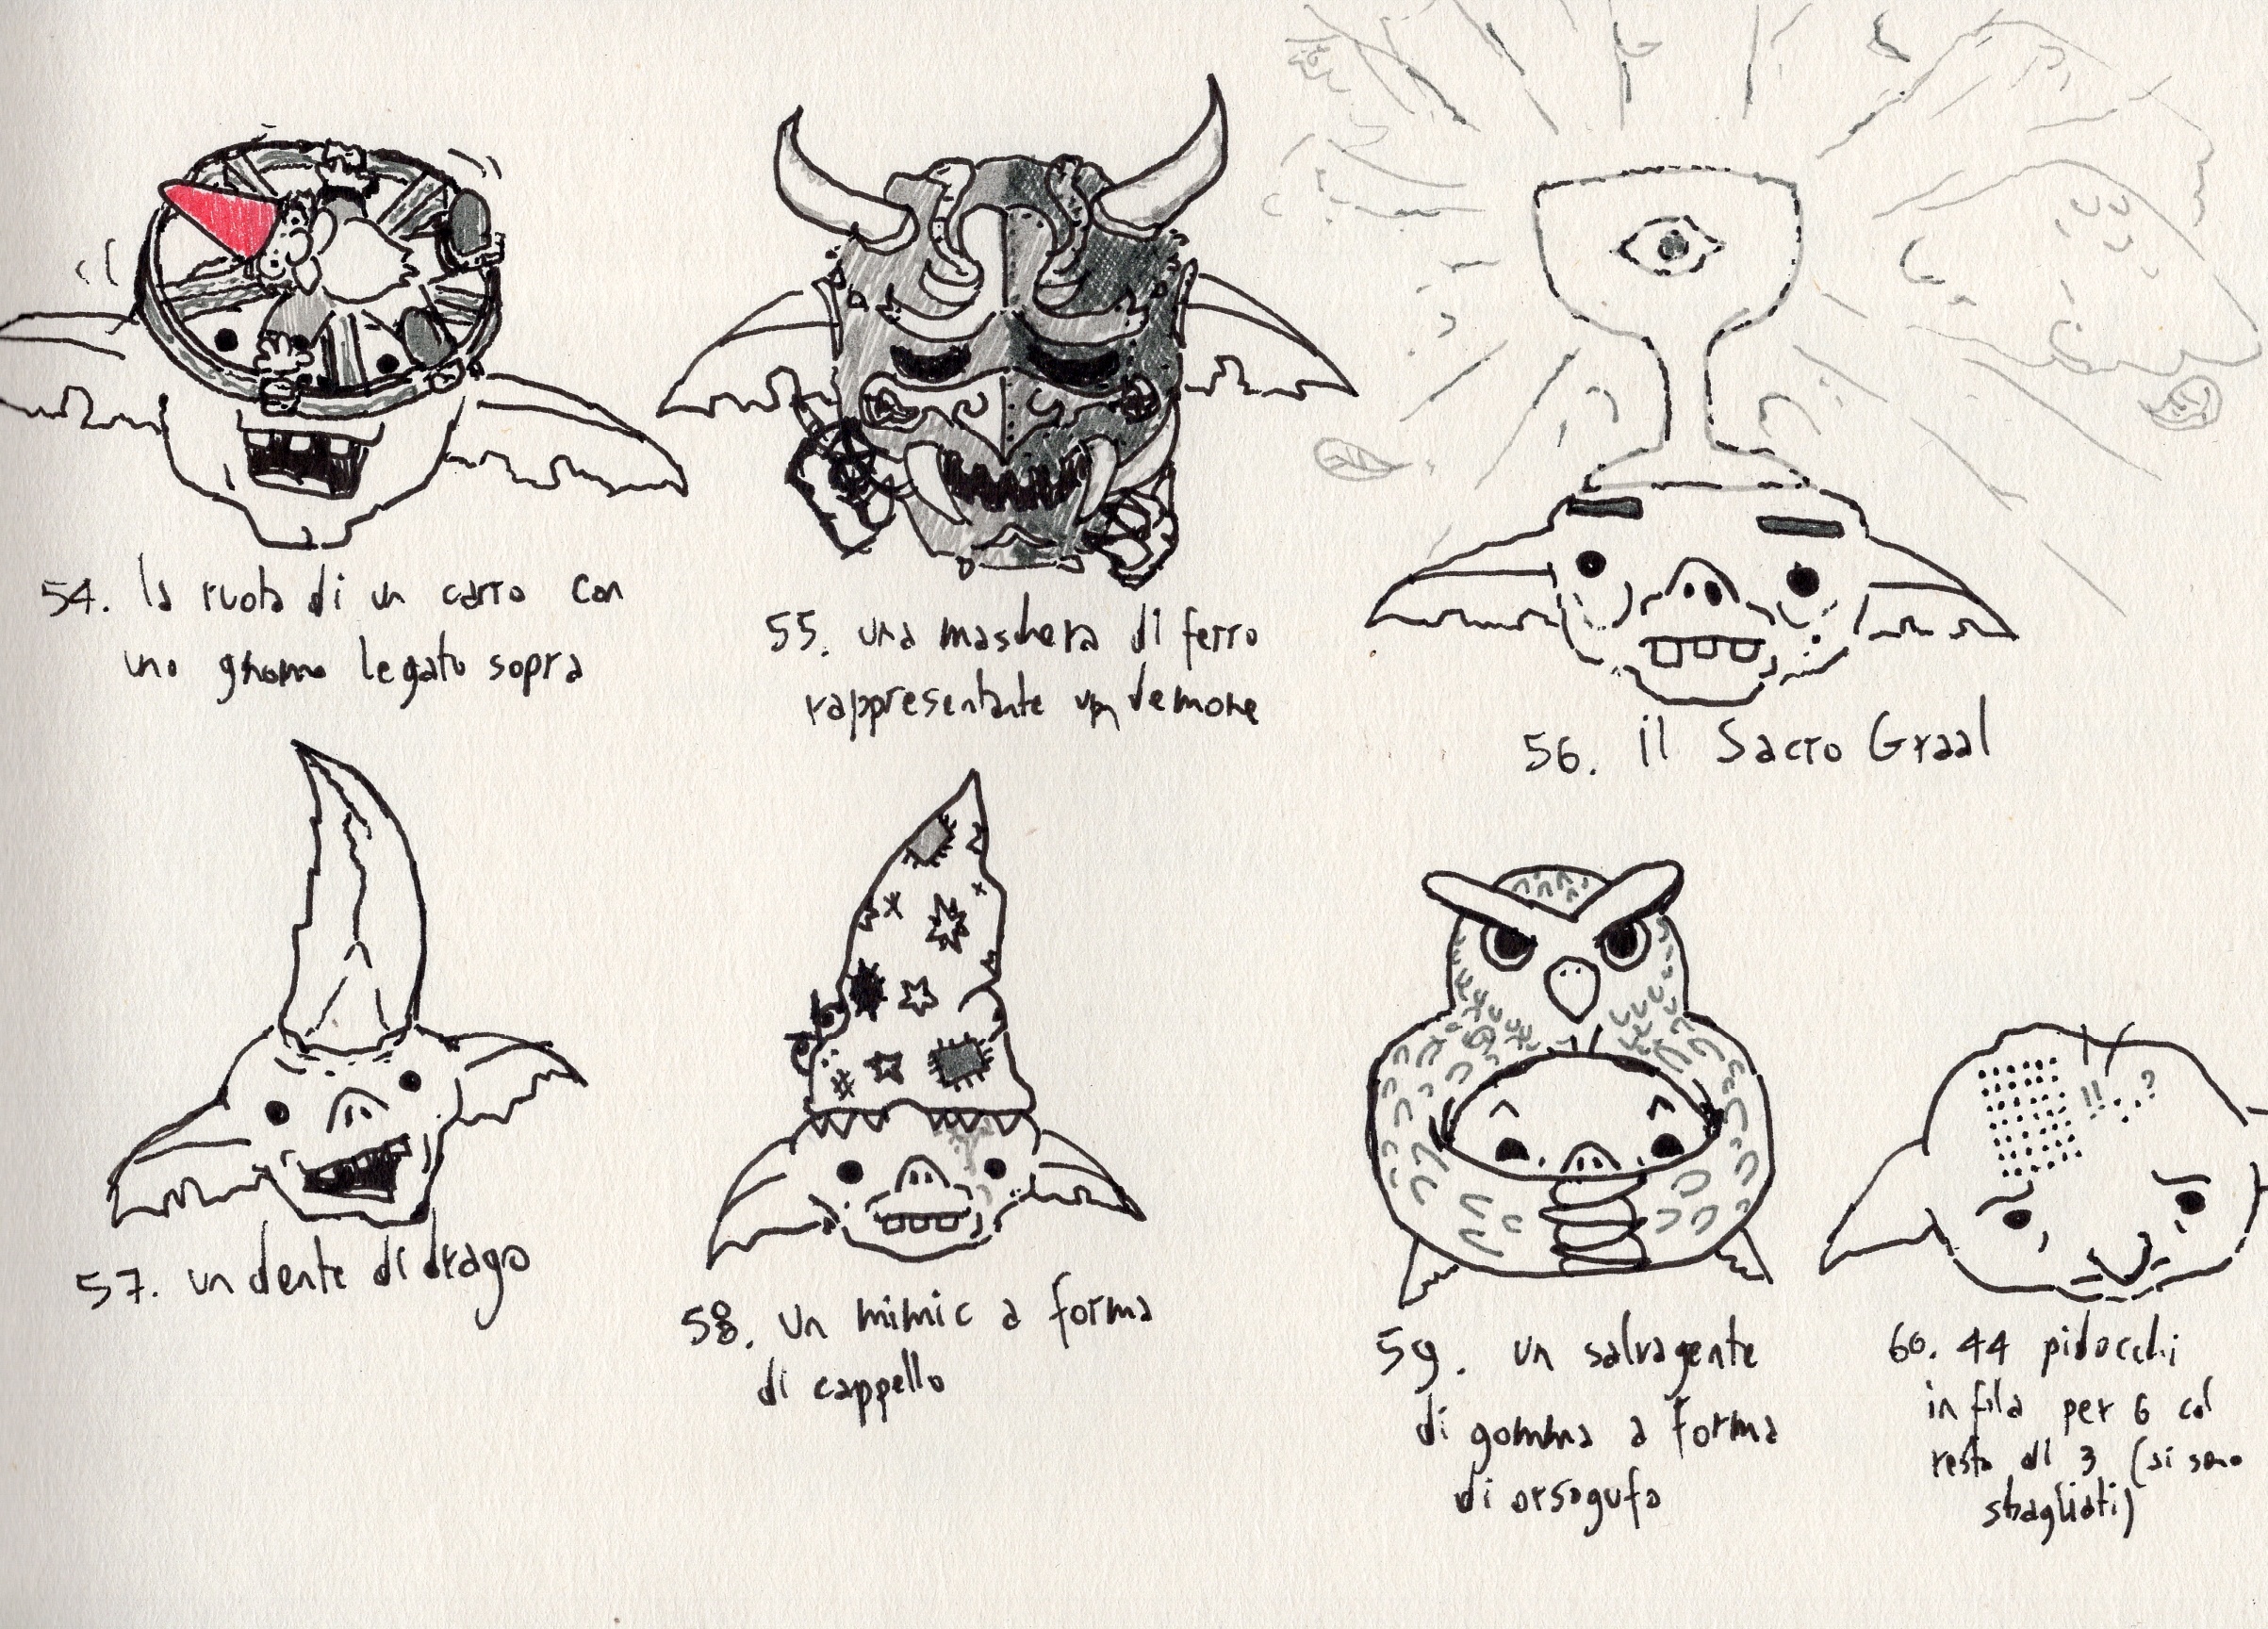 54. la ruota di un carro con
uno gnomo legato sopra
55. una maschera di ferro
rappresentante un demone
56. il Sacro Graal
57. un dente di drago
58. un mimic a forma
di cappello
59. un salvagente
di gomma a forma
di orsogufo
60. 44 pidocchi
in fila per 6 col
resto di 3 (si sono
sbagliati)
!! ?